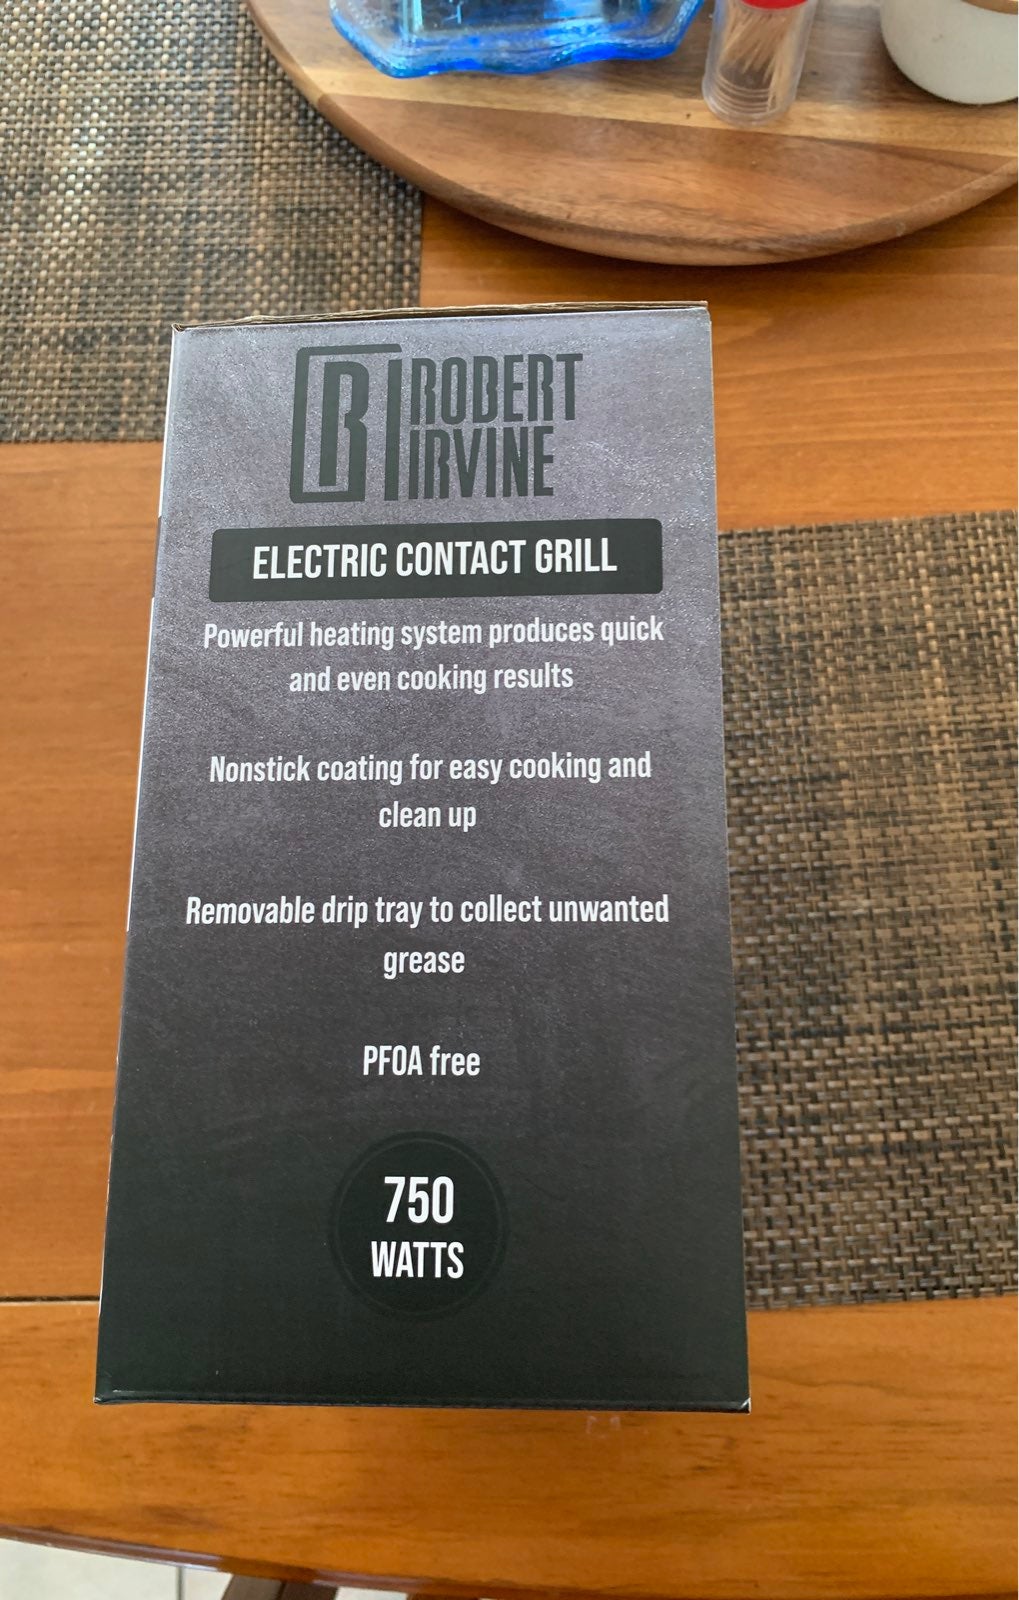 ROBERT
IRVINE
ELECTRIC CONTACT GRILL
Powerful heating system produces quick
and even cooking results
Nonstick coating for easy cooking and
clean up
Removable drip tray to collect unwanted
grease
PFOA free
750
WATTS